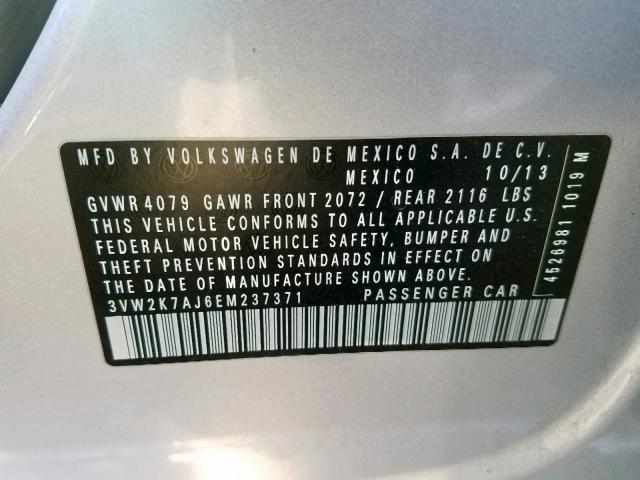 MFD BY VOLKSWAGEN DE MEXICO S.A. DE C.V.
MEXICO 10/13
GVWR 4079 GAWR FRONT 2072 / REAR 2116 LBS
THIS VEHICLE CONFORMS TO ALL APPLICABLE U.S.
FEDERAL MOTOR VEHICLE SAFETY, BUMPER AND
THEFT PREVENTION STANDARDS IN EFFECT ON
THE DATE OF MANUFACTURE SHOWN ABOVE.
3VW2K7AJ6EM237371 PASSENGER CAR
4526981 1019 M